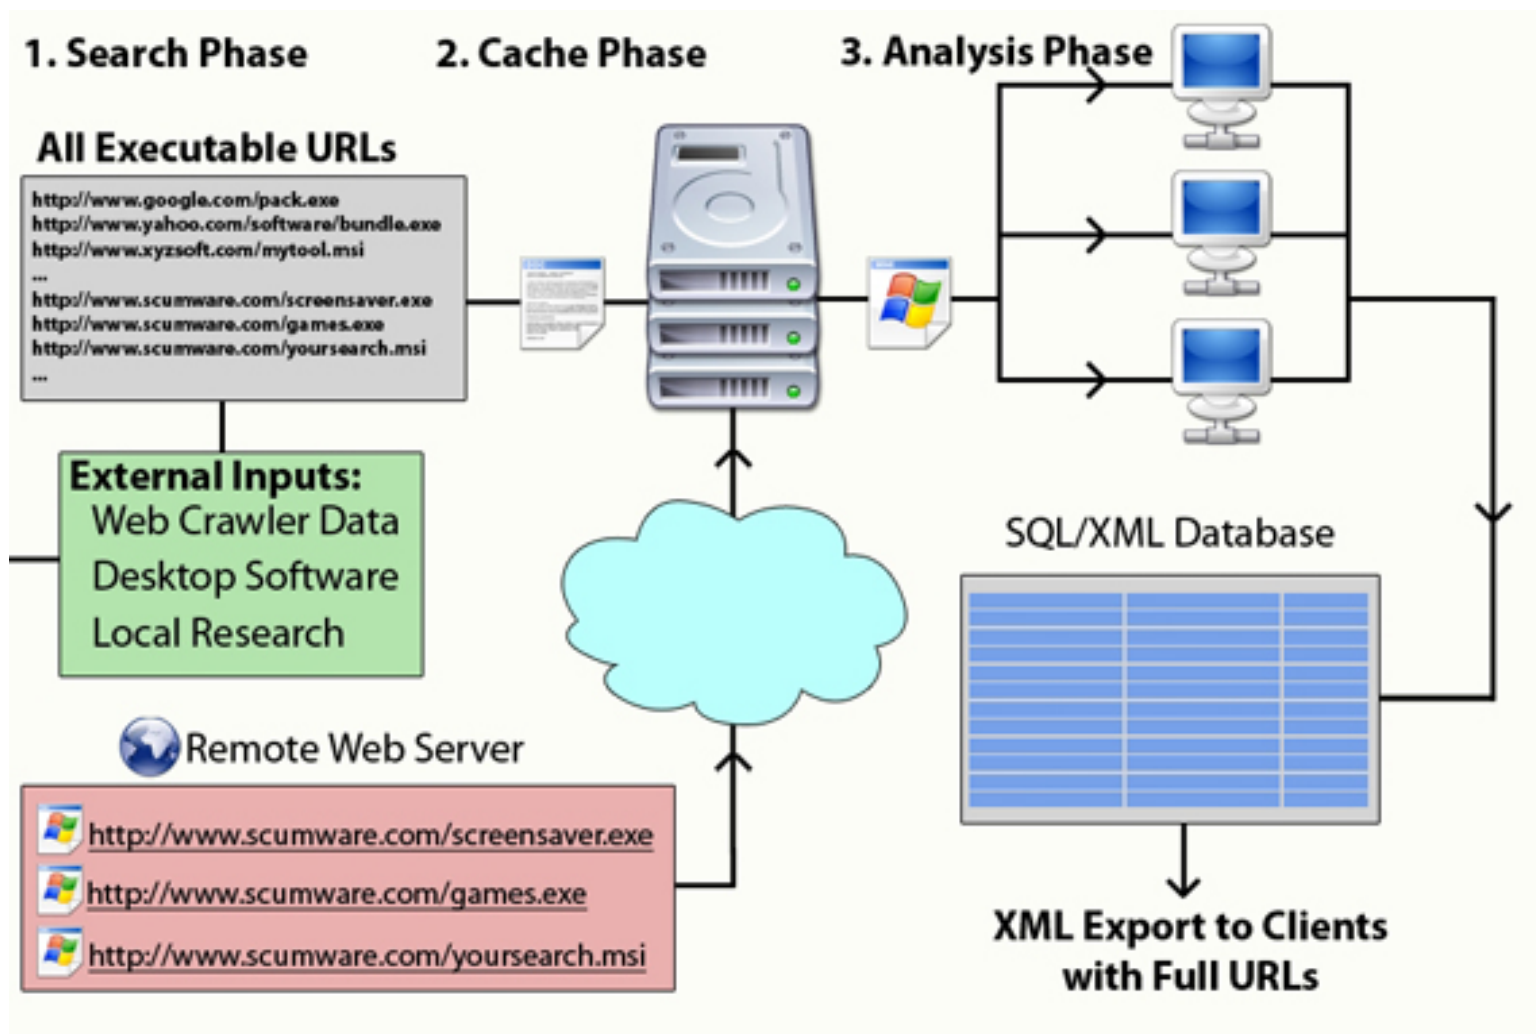 1. Search Phase
2. Cache Phase
3. Analysis Phase
All Executable URLs
http://www.google.com/pack.exe
http://www.yahoo.com/software/bundle.exe
http://www.xyzsoft.com/mytool.msi
...
http://www.scumware.com/screensaver.exe
http://www.scumware.com/games.exe
http://www.scumware.com/yoursearch.msi
...
External Inputs:
Web Crawler Data
Desktop Software
Local Research
Remote Web Server
http://www.scumware.com/screensaver.exe
http://www.scumware.com/games.exe
http://www.scumware.com/yoursearch.msi
SQL/XML Database
XML Export to Clients
with Full URLs